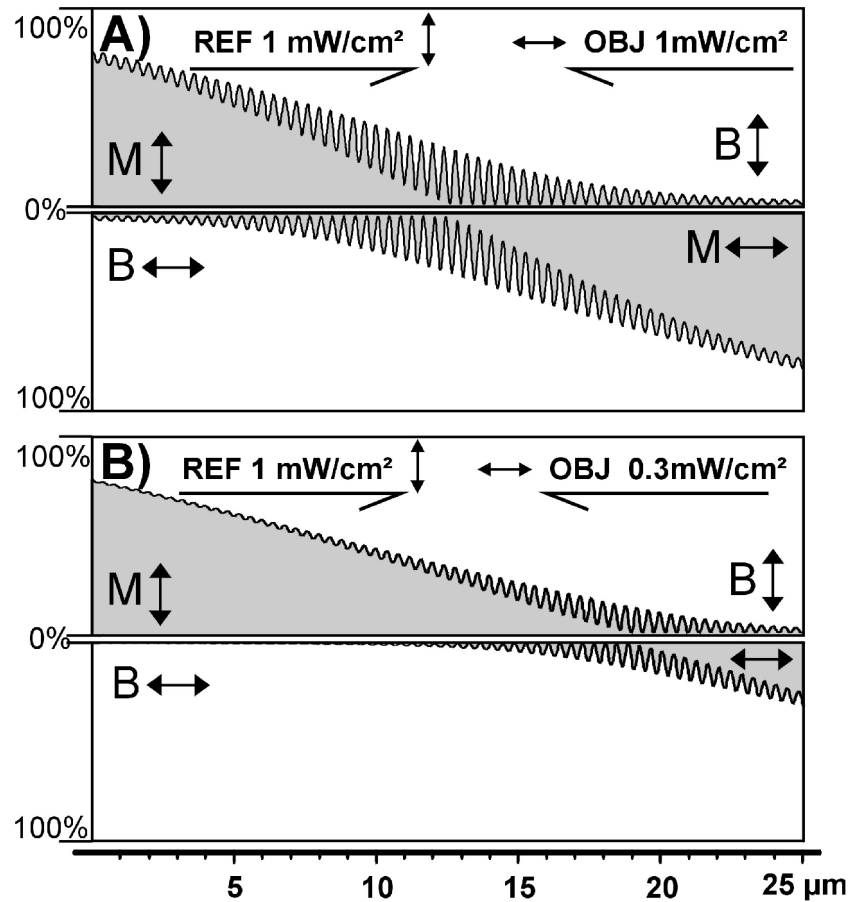 100%
A)
REF 1 mW/cm²
OBJ 1mW/cm²
M
B
0%
B
M
100%
100%
B)
REF 1 mW/cm²
OBJ 0.3mW/cm²
M
B
0%
B
100%
5 10 15 20 25 µm